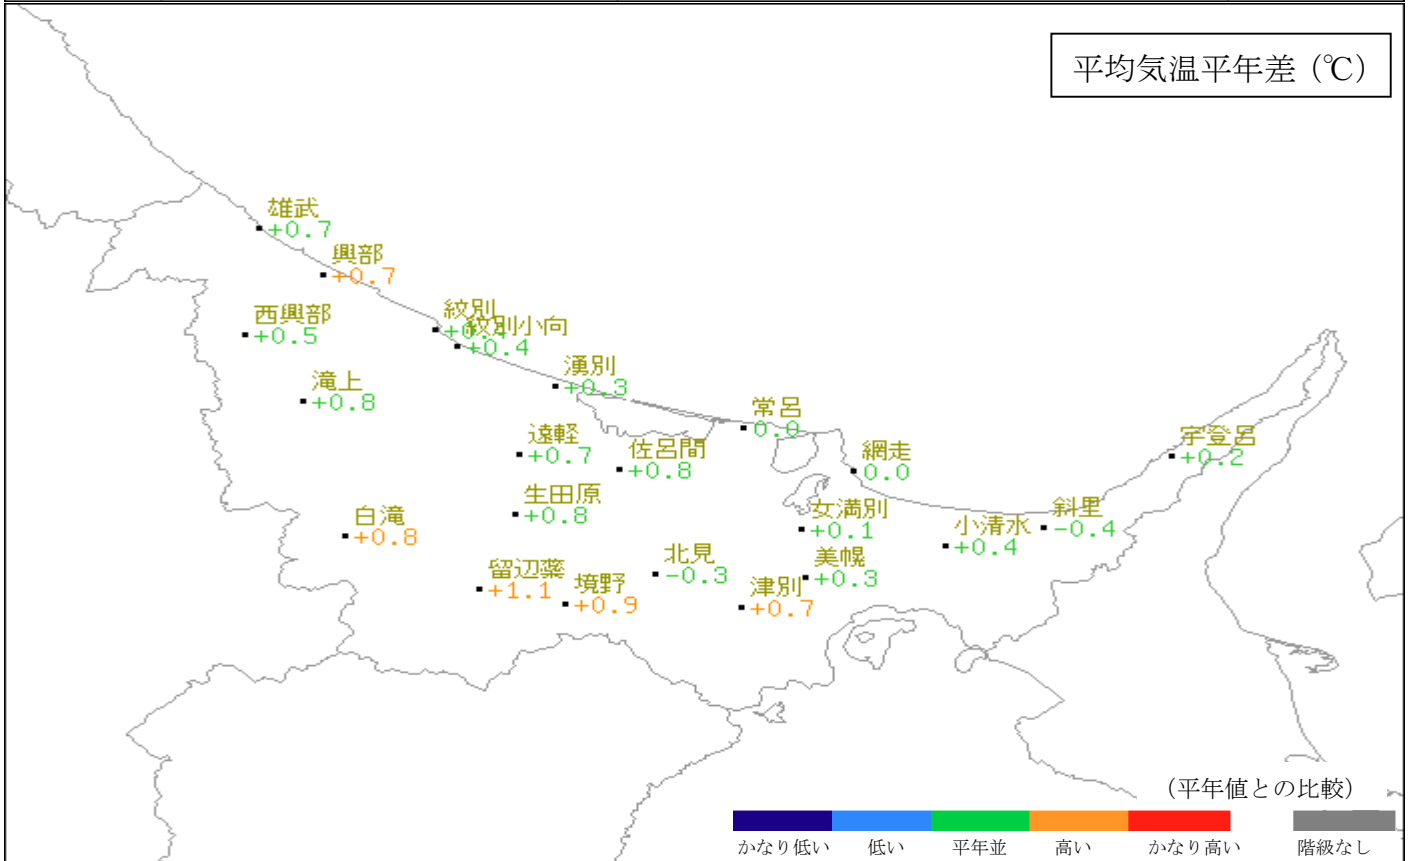 平均気温平年差（℃）
雄武
+0.7
興部
+0.7
西興部
+0.5
紋別
紋別小向
+0.4
湧別
+0.3
滝上
+0.8
常呂
0.0
遠軽
+0.7
佐呂間
+0.8
網走
0.0
宇登呂
+0.2
生田原
+0.8
白滝
+0.8
女満別
+0.1
小清水
+0.4
斜里
-0.4
北見
-0.3
美幌
+0.3
留辺蘂
+1.1
境野
+0.9
津別
+0.7
（平年値との比較）
かなり低い 低い 平年並 高い かなり高い 階級なし